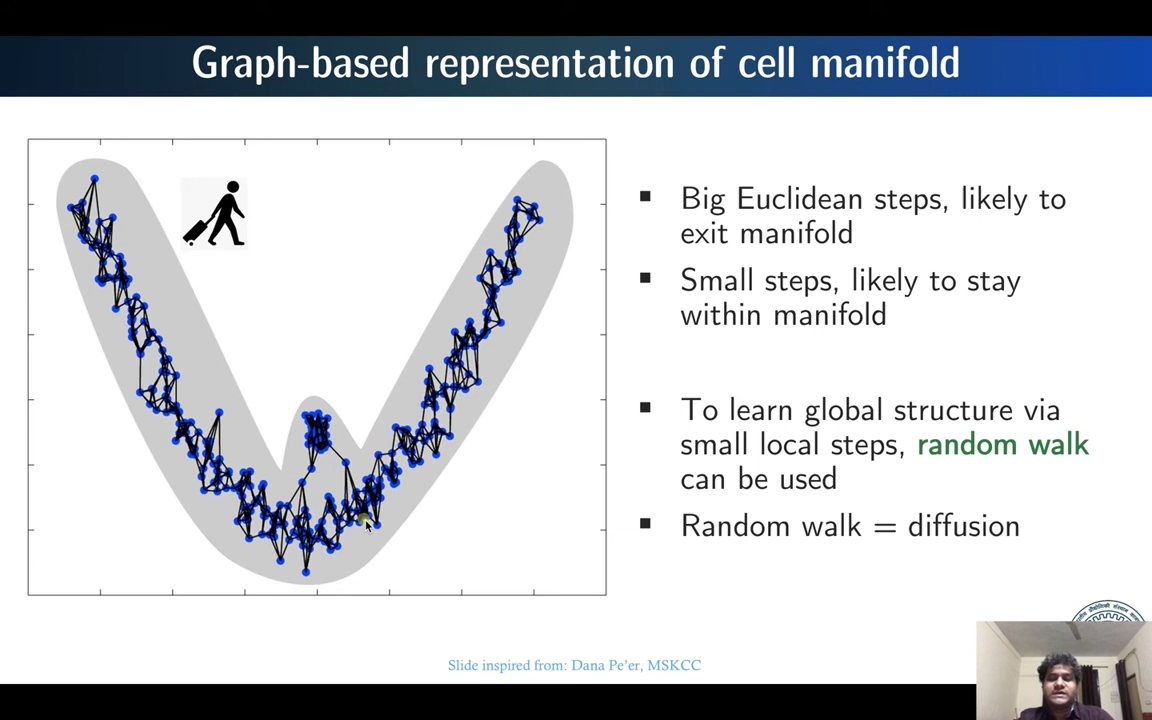 Graph-based representation of cell manifold
▪ Big Euclidean steps, likely to
exit manifold
▪ Small steps, likely to stay
within manifold
▪ To learn global structure via
small local steps, random walk
can be used
▪ Random walk = diffusion
Slide inspired from: Dana Pe'er, MSKCC